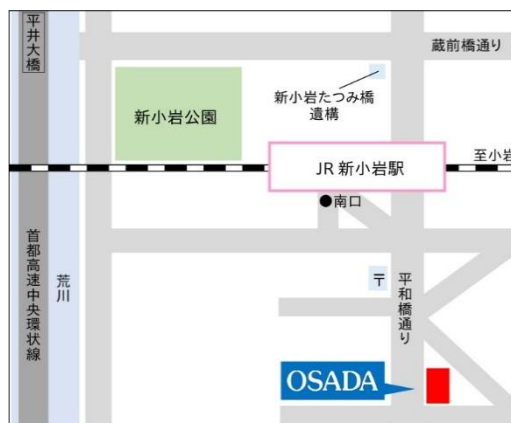 平井大橋
蔵前橋通り
新小岩公園
新小岩たつみ橋
遺構
JR 新小岩駅
至小岩
●南口
首都高速中央環状線
荒川
〒
平和橋通り
OSADA